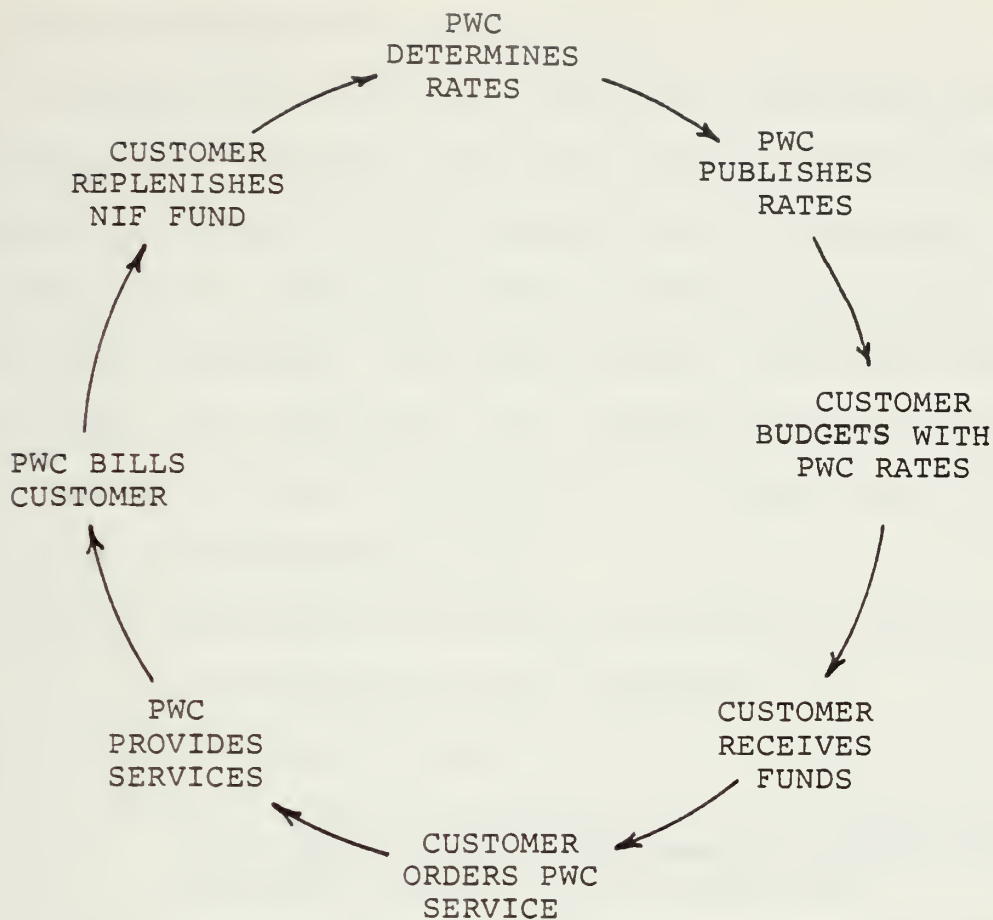 PWC
DETERMINES
RATES
PWC
PUBLISHES
RATES
CUSTOMER
BUDGETS WITH
PWC RATES
CUSTOMER
RECEIVES
FUNDS
CUSTOMER
ORDERS PWC
SERVICE
PWC
PROVIDES
SERVICES
PWC BILLS
CUSTOMER
CUSTOMER
REPLENISHES
NIF FUND